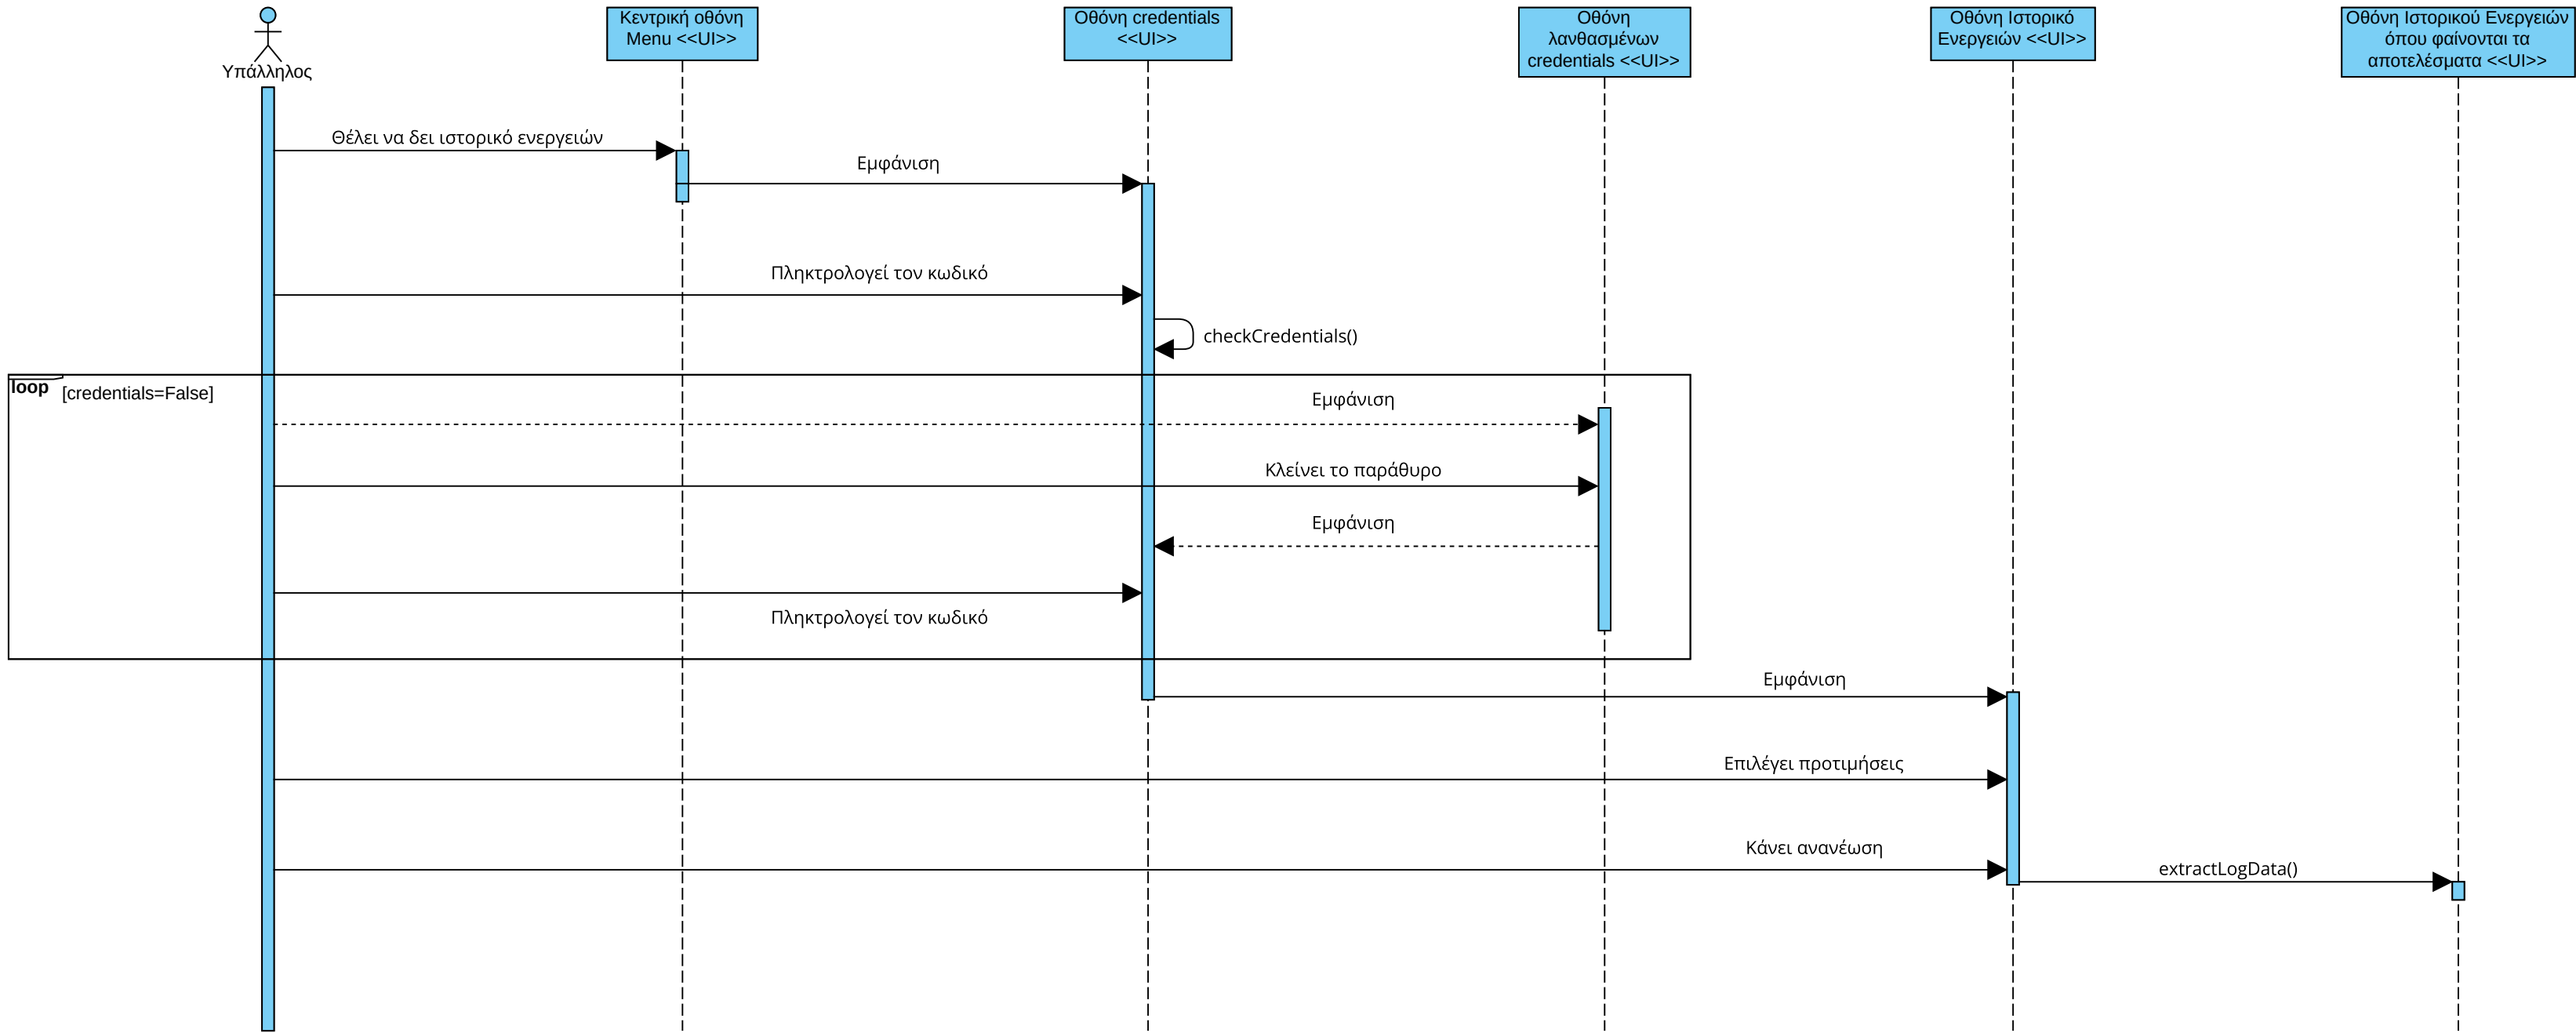 Υπάλληλος
Κεντρική οθόνη
Menu <<UI>>
Οθόνη credentials
<<UI>>
Οθόνη
λανθασμένων
credentials <<UI>>
Οθόνη Ιστορικό
Ενεργειών <<UI>>
Οθόνη Ιστορικού Ενεργειών
όπου φαίνονται τα
αποτελέσματα <<UI>>
Θέλει να δει ιστορικό ενεργειών
Εμφάνιση
Πληκτρολογεί τον κωδικό
checkCredentials()
loop
[credentials=False]
Εμφάνιση
Κλείνει το παράθυρο
Εμφάνιση
Πληκτρολογεί τον κωδικό
Εμφάνιση
Επιλέγει προτιμήσεις
Κάνει ανανέωση
extractLogData()